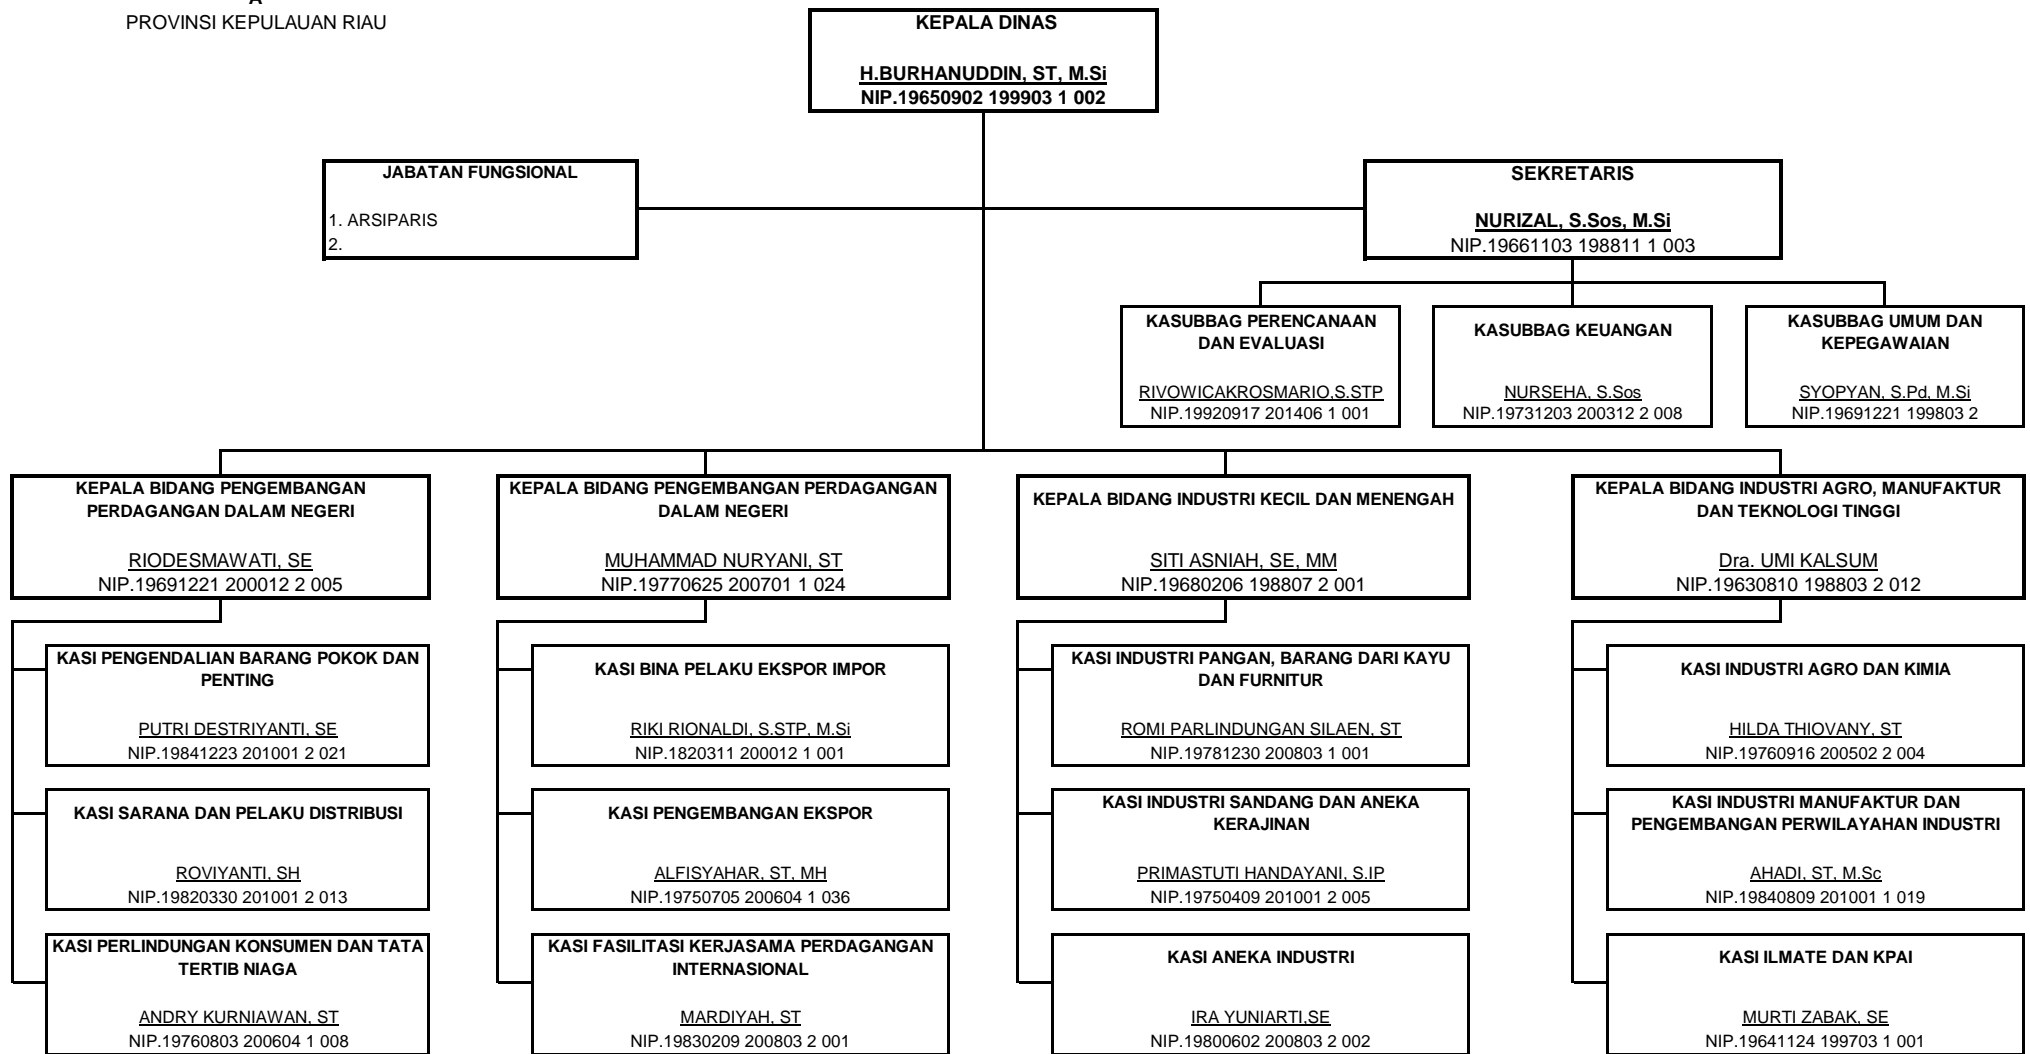 A
PROVINSI KEPULAUAN RIAU
KEPALA DINAS
H.BURHANUDDIN, ST, M.Si
NIP.19650902 199903 1 002
JABATAN FUNGSIONAL
1. ARSIPARIS
2.
SEKRETARIS
NURIZAL, S.Sos, M.Si
NIP.19661103 198811 1 003
KASUBBAG PERENCANAAN
DAN EVALUASI
RIVOWICAKROSMARIO,S.STP
NIP.19920917 201406 1 001
KASUBBAG KEUANGAN
NURSEHA, S.Sos
NIP.19731203 200312 2 008
KASUBBAG UMUM DAN
KEPEGAWAIAN
SYOPYAN, S.Pd, M.Si
NIP.19691221 199803 2
KEPALA BIDANG PENGEMBANGAN
PERDAGANGAN DALAM NEGERI
RIODESMAWATI, SE
NIP.19691221 200012 2 005
KEPALA BIDANG PENGEMBANGAN PERDAGANGAN
DALAM NEGERI
MUHAMMAD NURYANI, ST
NIP.19770625 200701 1 024
KEPALA BIDANG INDUSTRI KECIL DAN MENENGAH
SITI ASNIAH, SE, MM
NIP.19680206 198807 2 001
KEPALA BIDANG INDUSTRI AGRO, MANUFAKTUR
DAN TEKNOLOGI TINGGI
Dra. UMI KALSUM
NIP.19630810 198803 2 012
KASI PENGENDALIAN BARANG POKOK DAN
PENTING
PUTRI DESTRIYANTI, SE
NIP.19841223 201001 2 021
KASI BINA PELAKU EKSPOR IMPOR
RIKI RIONALDI, S.STP, M.Si
NIP.1820311 200012 1 001
KASI INDUSTRI PANGAN, BARANG DARI KAYU
DAN FURNITUR
ROMI PARLINDUNGAN SILAEN, ST
NIP.19781230 200803 1 001
KASI INDUSTRI AGRO DAN KIMIA
HILDA THIOVANY, ST
NIP.19760916 200502 2 004
KASI SARANA DAN PELAKU DISTRIBUSI
ROVIYANTI, SH
NIP.19820330 201001 2 013
KASI PENGEMBANGAN EKSPOR
ALFISYAHAR, ST, MH
NIP.19750705 200604 1 036
KASI INDUSTRI SANDANG DAN ANEKA
KERAJINAN
PRIMASTUTI HANDAYANI, S.IP
NIP.19750409 201001 2 005
KASI INDUSTRI MANUFAKTUR DAN
PENGEMBANGAN PERWILAYAHAN INDUSTRI
AHADI, ST, M.Sc
NIP.19840809 201001 1 019
KASI PERLINDUNGAN KONSUMEN DAN TATA
TERTIB NIAGA
ANDRY KURNIAWAN, ST
NIP.19760803 200604 1 008
KASI FASILITASI KERJASAMA PERDAGANGAN
INTERNASIONAL
MARDIYAH, ST
NIP.19830209 200803 2 001
KASI ANEKA INDUSTRI
IRA YUNIARTI,SE
NIP.19800602 200803 2 002
KASI ILMATE DAN KPAI
MURTI ZABAK, SE
NIP.19641124 199703 1 001